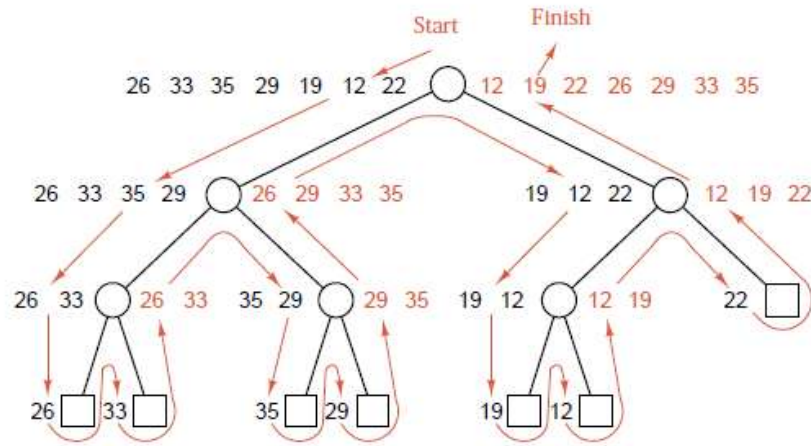 Start Finish
26 33 35 29 19 12 22 12 19 22 26 29 33 35
26 33 35 29 26 29 33 35 19 12 22 12 19 22
26 33 26 33 35 29 29 35 19 12 12 19 22
26 33 35 29 19 12